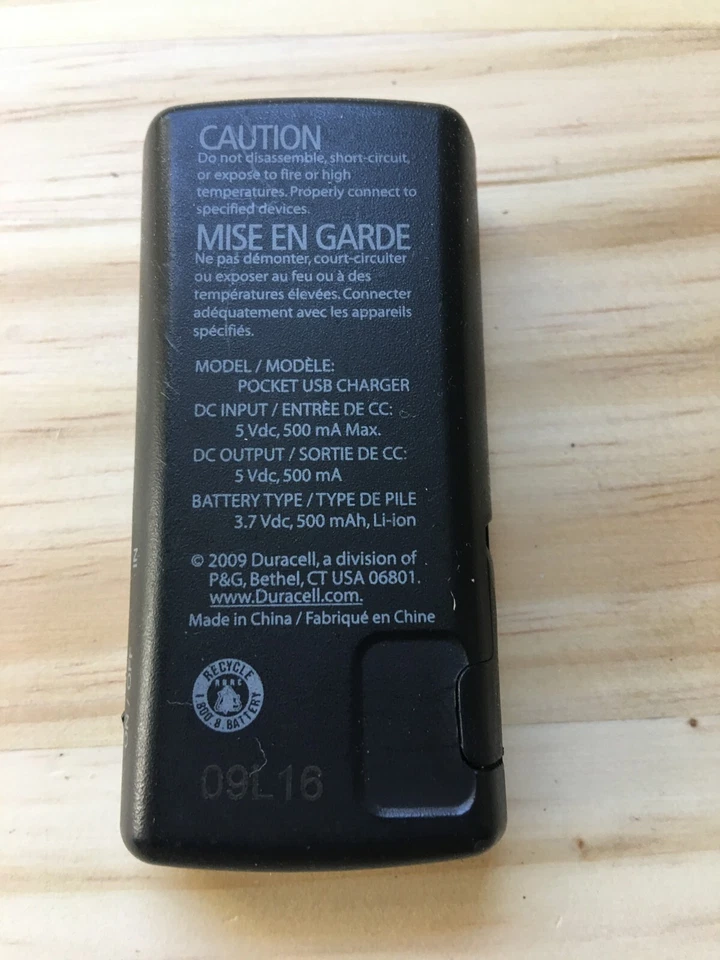 CAUTION
Do not disassemble, short-circuit,
or expose to fire or high
temperatures. Properly connect to
specified devices.
MISE EN GARDE
Ne pas démonter, court-circuiter
ou exposer au feu ou à des
températures élevées. Connecter
adéquatement avec les appareils
spécifiés.
MODEL / MODÈLE:
POCKET USB CHARGER
DC INPUT / ENTRÉE DE CC:
5 Vdc, 500 mA Max.
DC OUTPUT / SORTIE DE CC:
5 Vdc, 500 mA
BATTERY TYPE / TYPE DE PILE
3.7 Vdc, 500 mAh, Li-ion
© 2009 Duracell, a division of
P&G, Bethel, CT USA 06801.
www.Duracell.com.
Made in China / Fabriqué en Chine
RECYCLE
RBRC
1.800.8.BATTERY
09L16
IN
ON / OFF